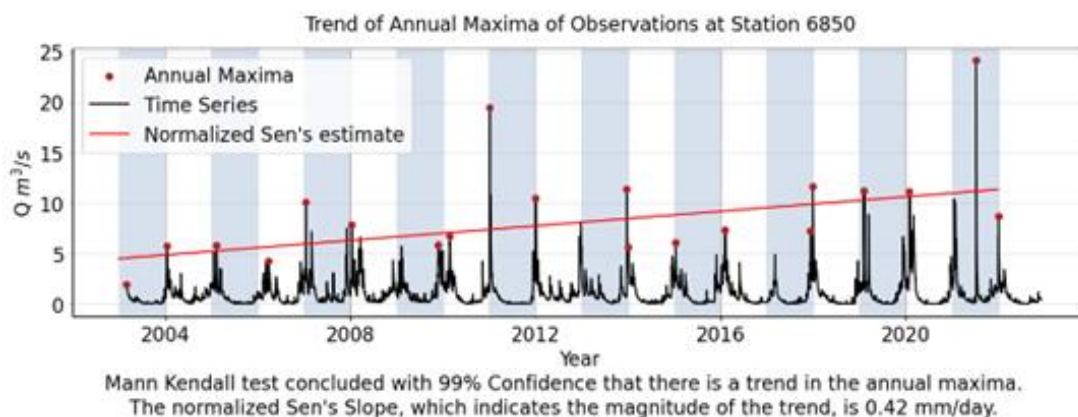 Trend of Annual Maxima of Observations at Station 6850
25
20
15
10
5
0
Q m³/s
Annual Maxima
Time Series
Normalized Sen's estimate
2004 2008 2012 2016 2020
Year
Mann Kendall test concluded with 99% Confidence that there is a trend in the annual maxima.
The normalized Sen's Slope, which indicates the magnitude of the trend, is 0.42 mm/day.